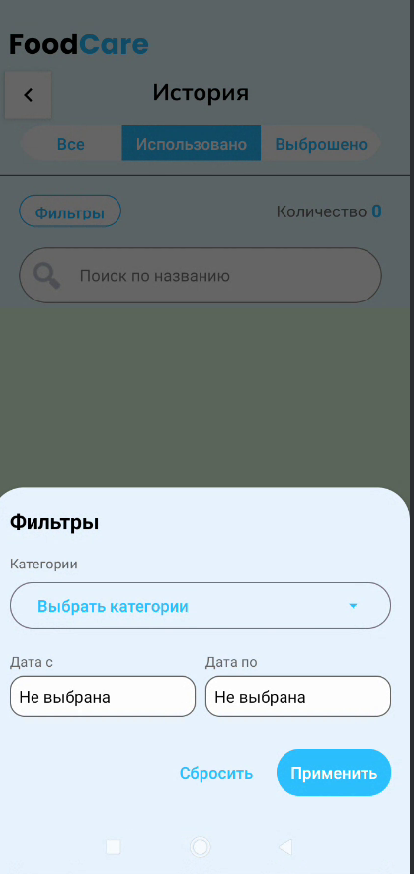 FoodCare
История
Все Использовано Выброшено
Фильтры Количество 0
Поиск по названию
Фильтры
Категории
Выбрать категории
Дата с Дата по
Не выбрана Не выбрана
Сбросить Применить